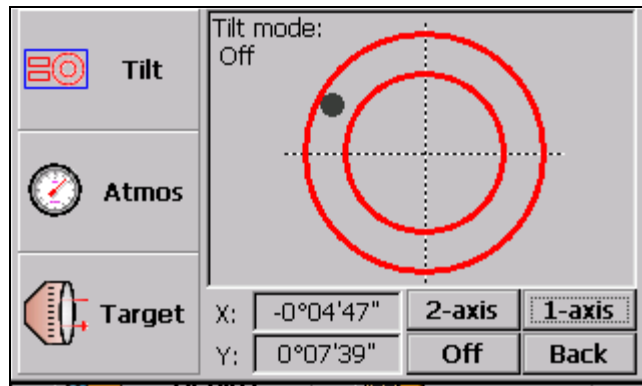 Tilt mode:
Off
Tilt
Atmos
Target
X: -0°04'47" 2-axis 1-axis
Y: 0°07'39" Off Back